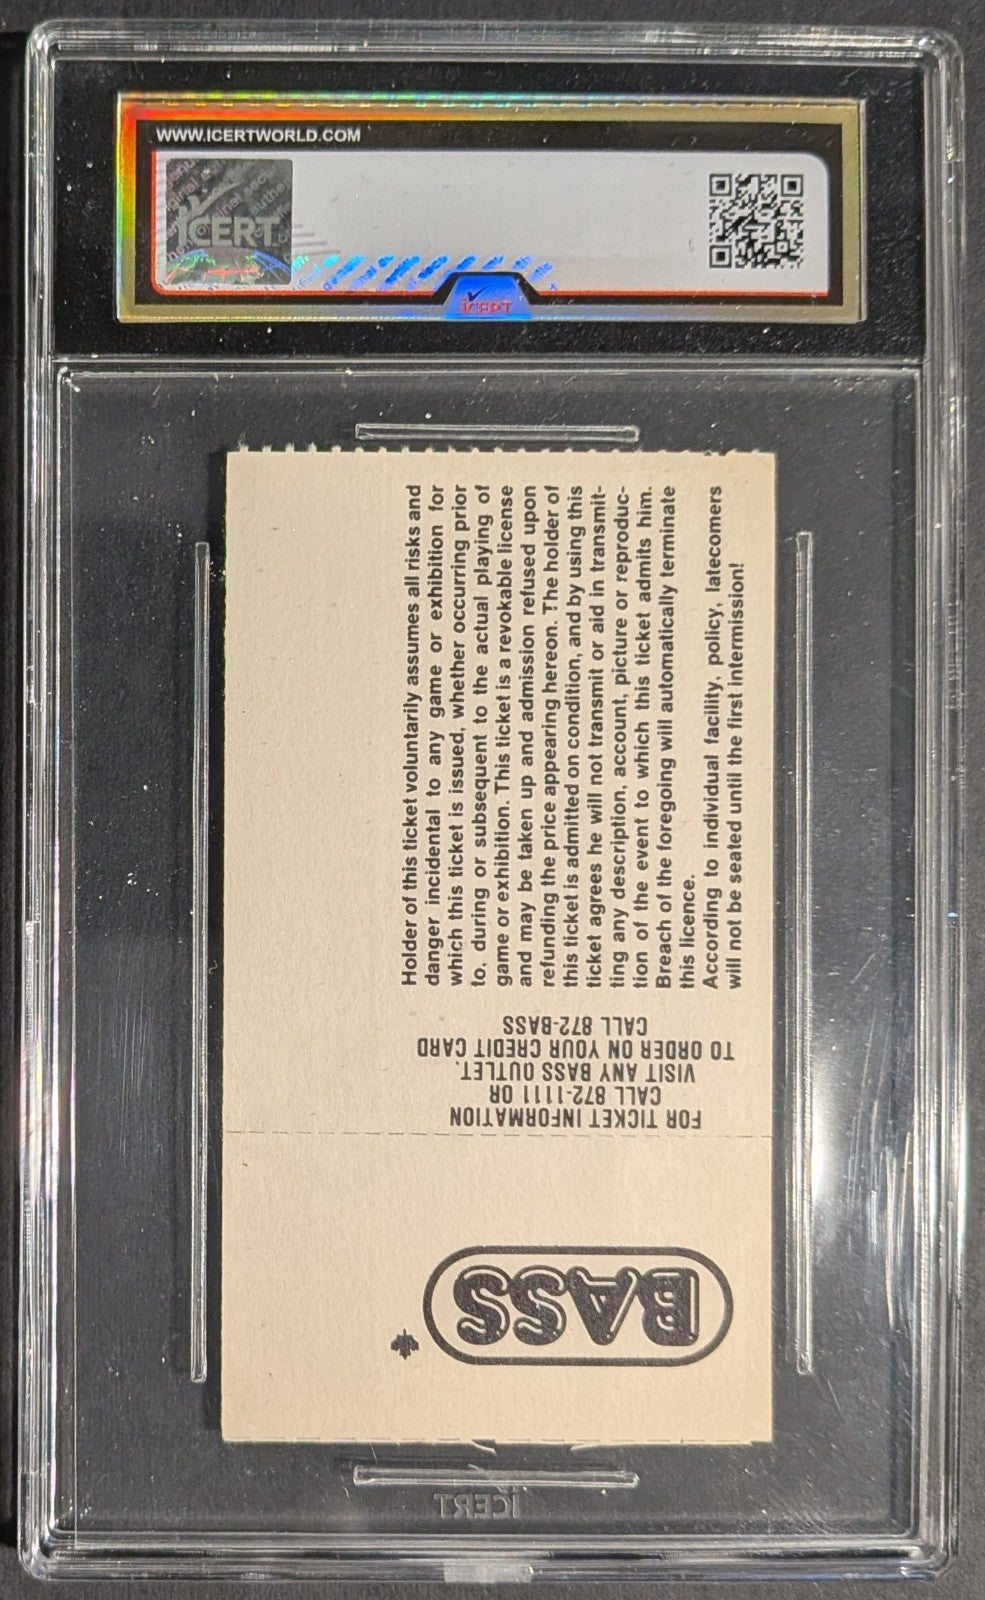 WWW.ICERTWORLD.COM
iCERT
iCERT
Holder of this ticket voluntarily assumes all risks and
danger incidental to any game or exhibition for
which this ticket is issued, whether occurring prior
to, during or subsequent to the actual playing of
game or exhibition. This ticket is a revokable license
and may be taken up and admission refused upon
refunding the price appearing hereon. The holder of
this ticket is admitted on condition, and by using this
ticket agrees he will not transmit or aid in transmit-
ting any description, account, picture or reproduc-
tion of the event to which this ticket admits him.
Breach of the foregoing will automatically terminate
this licence.
According to individual facility, policy, latecomers
will not be seated until the first intermission!
FOR TICKET INFORMATION
CALL 872-1111 OR
VISIT ANY BASS OUTLET.
TO ORDER ON YOUR CREDIT CARD
CALL 872-BASS
BASS
iCERT